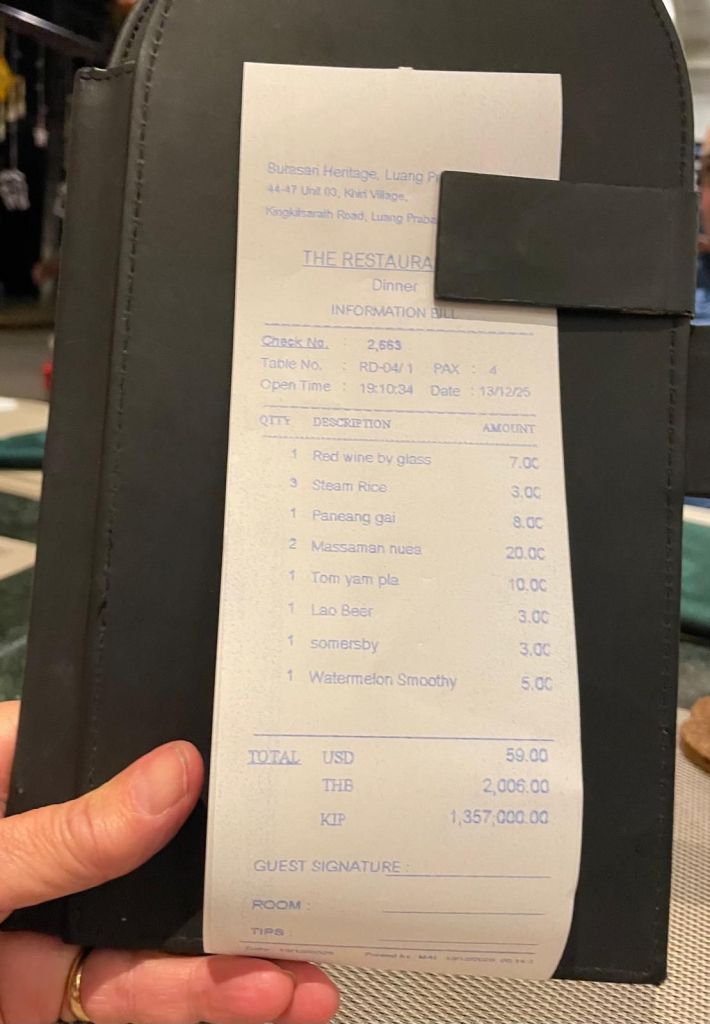 Burasari Heritage, Luang
44-47 Unit 03, Khiri Village,
Kingkitsarath Road, Luang
THE
Dinner
INFORMATION BILL
Check No. : 2,663
Table No. : RD-04/1 PAX : 4
Open Time : 19:10:34 Date : 13/12/25
QTTY DESCRIPTION AMOUNT
1 Red wine by glass 7.00
3 Steam Rice 3.00
1 Paneang gai 8.00
2 Massaman nuea 20.00
1 Tom yam pla 10.00
1 Lao Beer 3.00
1 somersby 3.00
1 Watermelon Smoothy 5.00
TOTAL USD 59.00
THB 2,006.00
KIP 1,357,000.00
GUEST SIGNATURE :
ROOM :
TIPS :